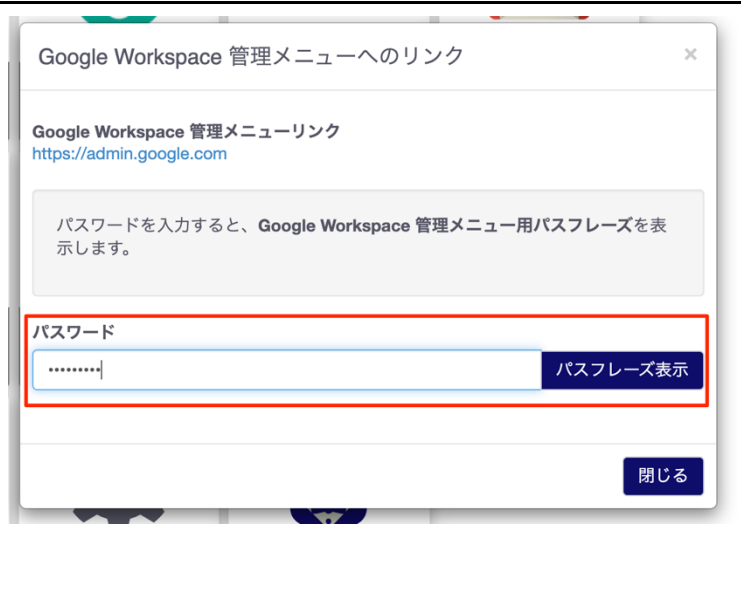 Google Workspace 管理メニューへのリンク ×
Google Workspace 管理メニューリンク
https://admin.google.com
パスワードを入力すると、Google Workspace 管理メニュー用パスフレーズを表
示します。
パスワード
•••••••••
パスフレーズ表示
閉じる